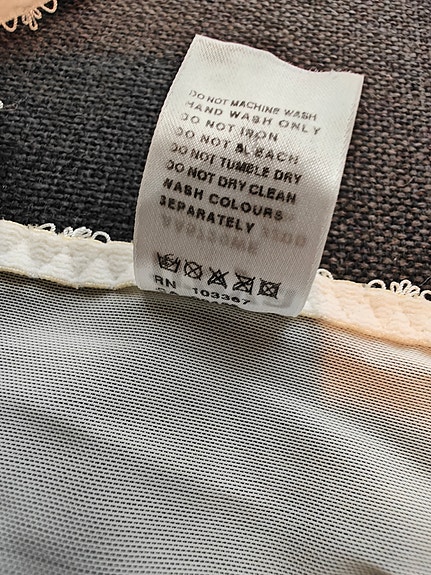 DO NOT MACHINE WASH
HAND WASH ONLY
DO NOT IRON
DO NOT BLEACH
DO NOT TUMBLE DRY
DO NOT DRY CLEAN
WASH COLOURS
SEPARATELY
RN 103367